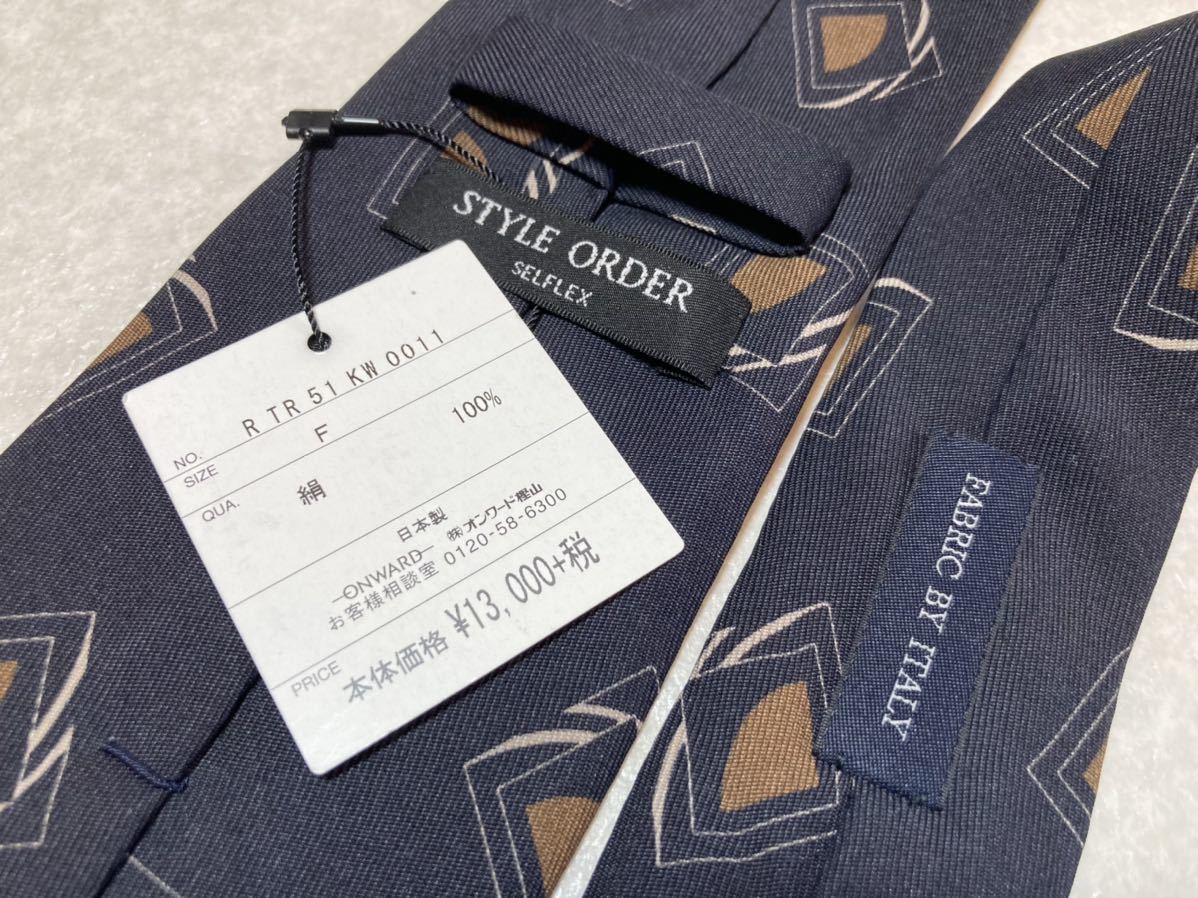 STYLE ORDER
SELFLEX
NO. R TR 51 KW 0011
SIZE F
QUA. 絹 100%
日本製
ONWARD ㈱オンワード樫山
お客様相談室 0120-58-6300
PRICE 本体価格 ¥13,000+税
FABRIC BY ITALY